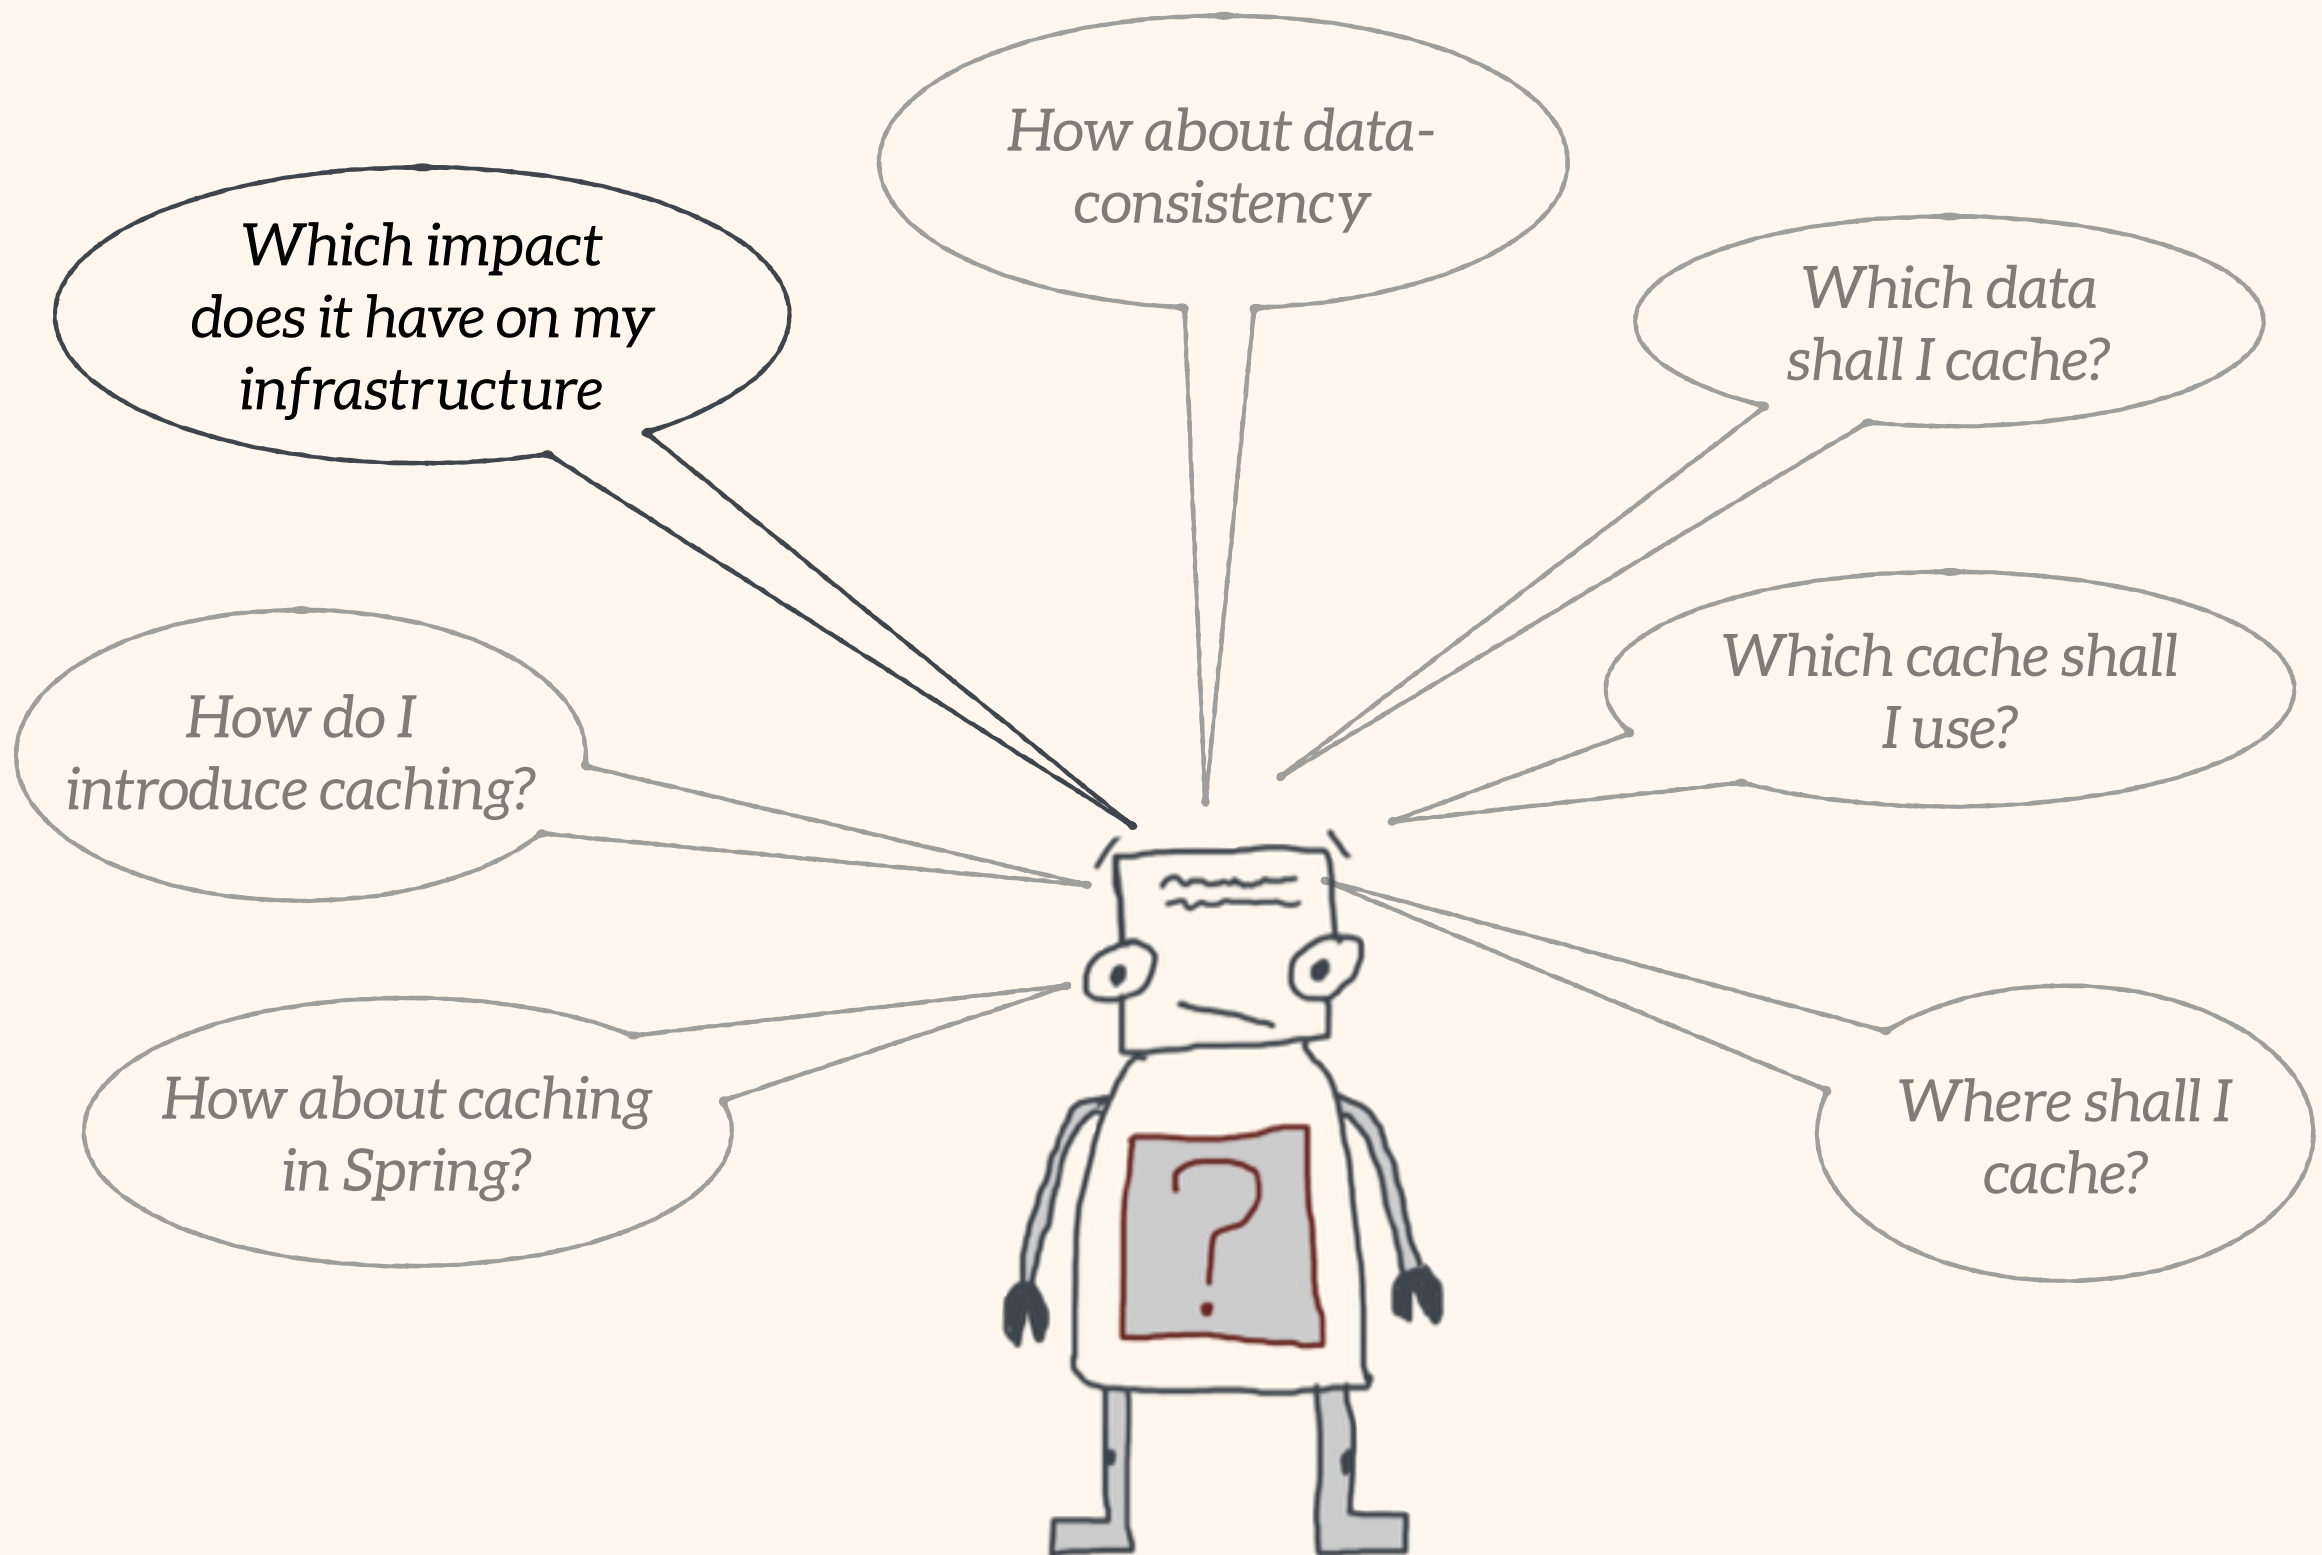 How about data-
consistency
Which impact
does it have on my
infrastructure
Which data
shall I cache?
Which cache shall
I use?
How do I
introduce caching?
How about caching
in Spring?
Where shall I
cache?
?